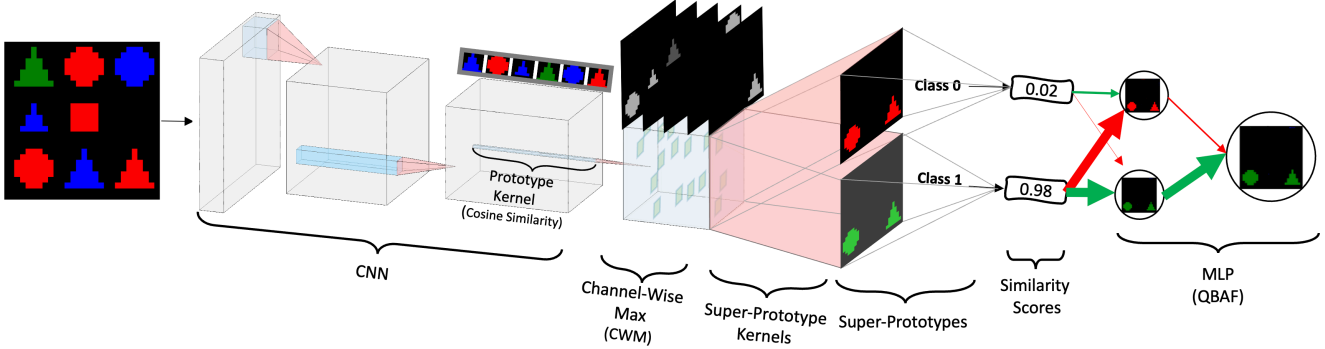 Class 0
0.02
Class 1
0.98
Prototype
Kernel
(Cosine Similarity)
CNN
Channel-Wise
Max
(CWM)
Super-Prototype
Kernels
Super-Prototypes
Similarity
Scores
MLP
(QBAF)